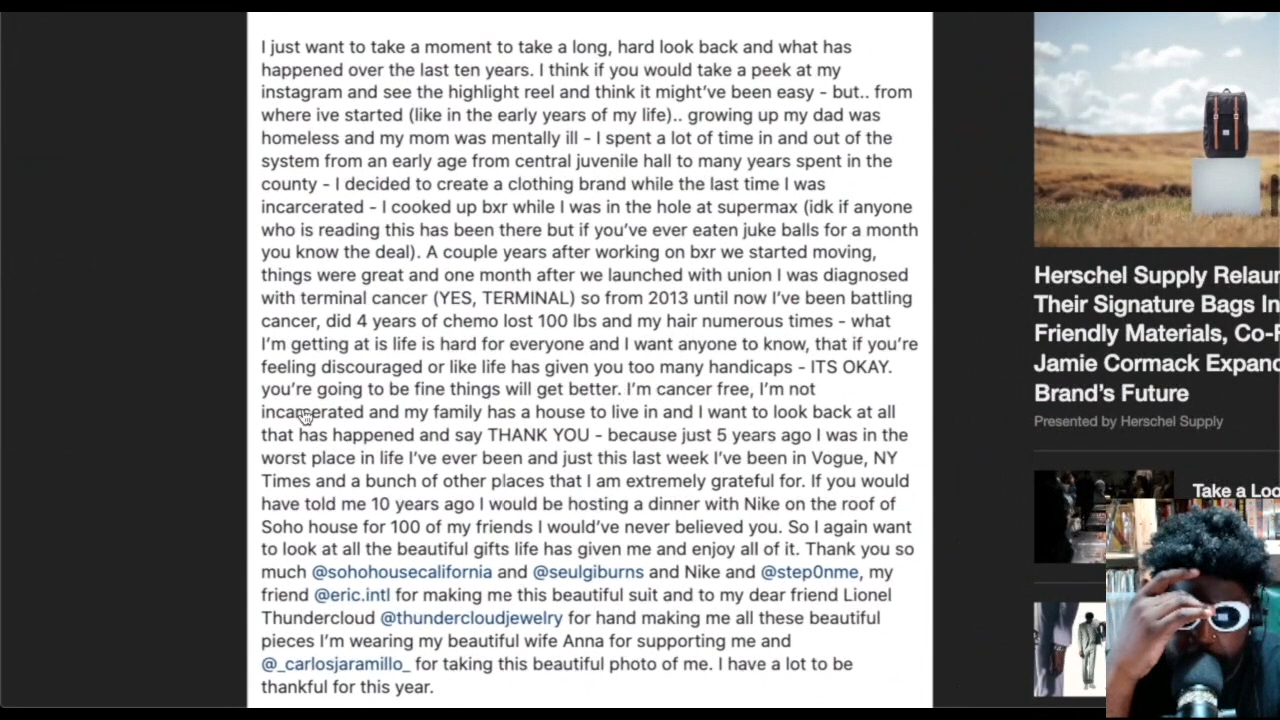 I just want to take a moment to take a long, hard look back and what has
happened over the last ten years. I think if you would take a peek at my
instagram and see the highlight reel and think it might've been easy - but.. from
where ive started (like in the early years of my life).. growing up my dad was
homeless and my mom was mentally ill - I spent a lot of time in and out of the
system from an early age from central juvenile hall to many years spent in the
county - I decided to create a clothing brand while the last time I was
incarcerated - I cooked up bxr while I was in the hole at supermax (idk if anyone
who is reading this has been there but if you've ever eaten juke balls for a month
you know the deal). A couple years after working on bxr we started moving,
things were great and one month after we launched with union I was diagnosed
with terminal cancer (YES, TERMINAL) so from 2013 until now I've been battling
cancer, did 4 years of chemo lost 100 lbs and my hair numerous times - what
I'm getting at is life is hard for everyone and I want anyone to know, that if you're
feeling discouraged or like life has given you too many handicaps - ITS OKAY.
you're going to be fine things will get better. I'm cancer free, I'm not
incarcerated and my family has a house to live in and I want to look back at all
that has happened and say THANK YOU - because just 5 years ago I was in the
worst place in life I've ever been and just this last week I've been in Vogue, NY
Times and a bunch of other places that I am extremely grateful for. If you would
have told me 10 years ago I would be hosting a dinner with Nike on the roof of
Soho house for 100 of my friends I would've never believed you. So I again want
to look at all the beautiful gifts life has given me and enjoy all of it. Thank you so
much @sohohousecalifornia and @seulgiburns and Nike and @step0nme, my
friend @eric.intl for making me this beautiful suit and to my dear friend Lionel
Thundercloud @thundercloudjewelry for hand making me all these beautiful
pieces I'm wearing my beautiful wife Anna for supporting me and
@_carlosjaramillo_ for taking this beautiful photo of me. I have a lot to be
thankful for this year.
Herschel Supply Relau
Their Signature Bags In
Friendly Materials, Co-F
Jamie Cormack Expand
Brand's Future
Presented by Herschel Supply
Take a Loo